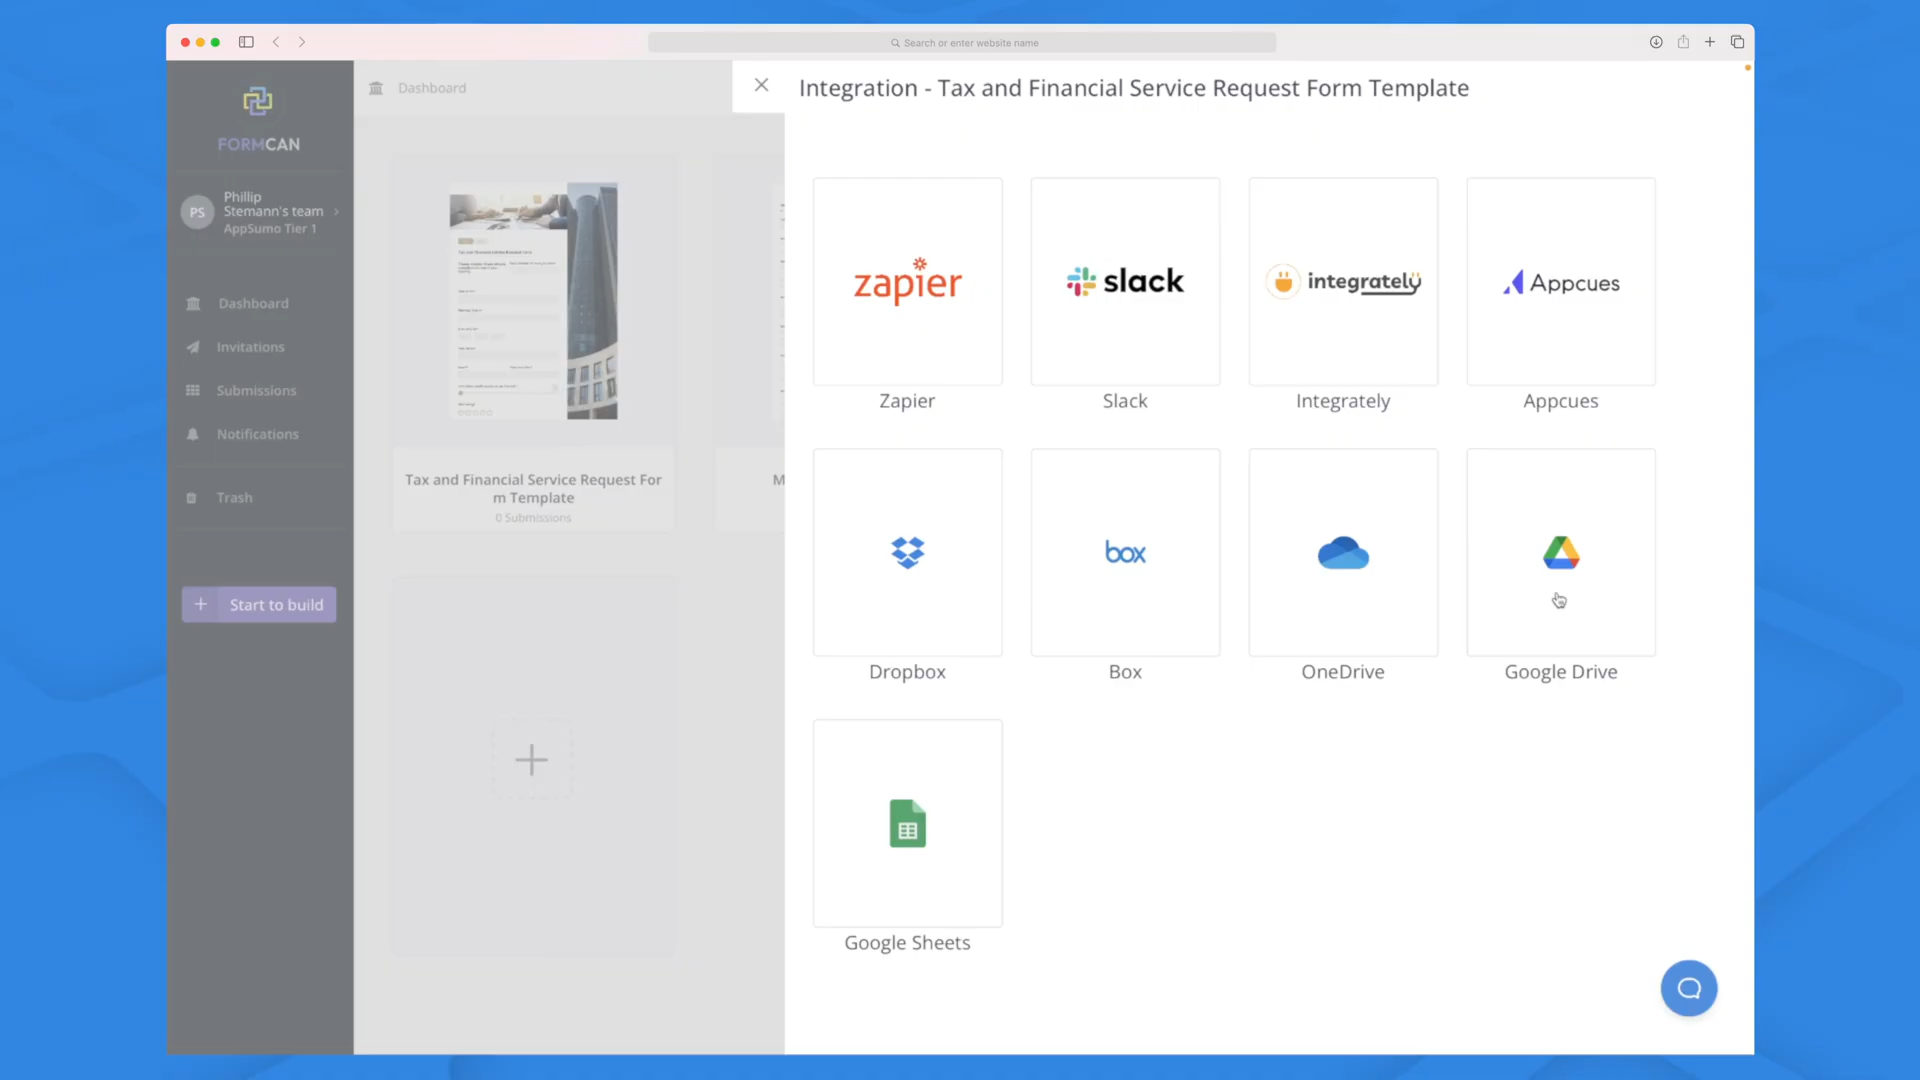 Search or enter website name
FORMCAN
PS
Phillip
Stemann's team
AppSumo Tier 1
Dashboard
Invitations
Submissions
Notifications
Trash
+ Start to build
Dashboard
Tax and Financial Service Request For
m Template
0 Submissions
M
Integration - Tax and Financial Service Request Form Template
zapier
Zapier
slack
Slack
integrately
Integrately
Appcues
Appcues
Dropbox
box
Box
OneDrive
Google Drive
Google Sheets